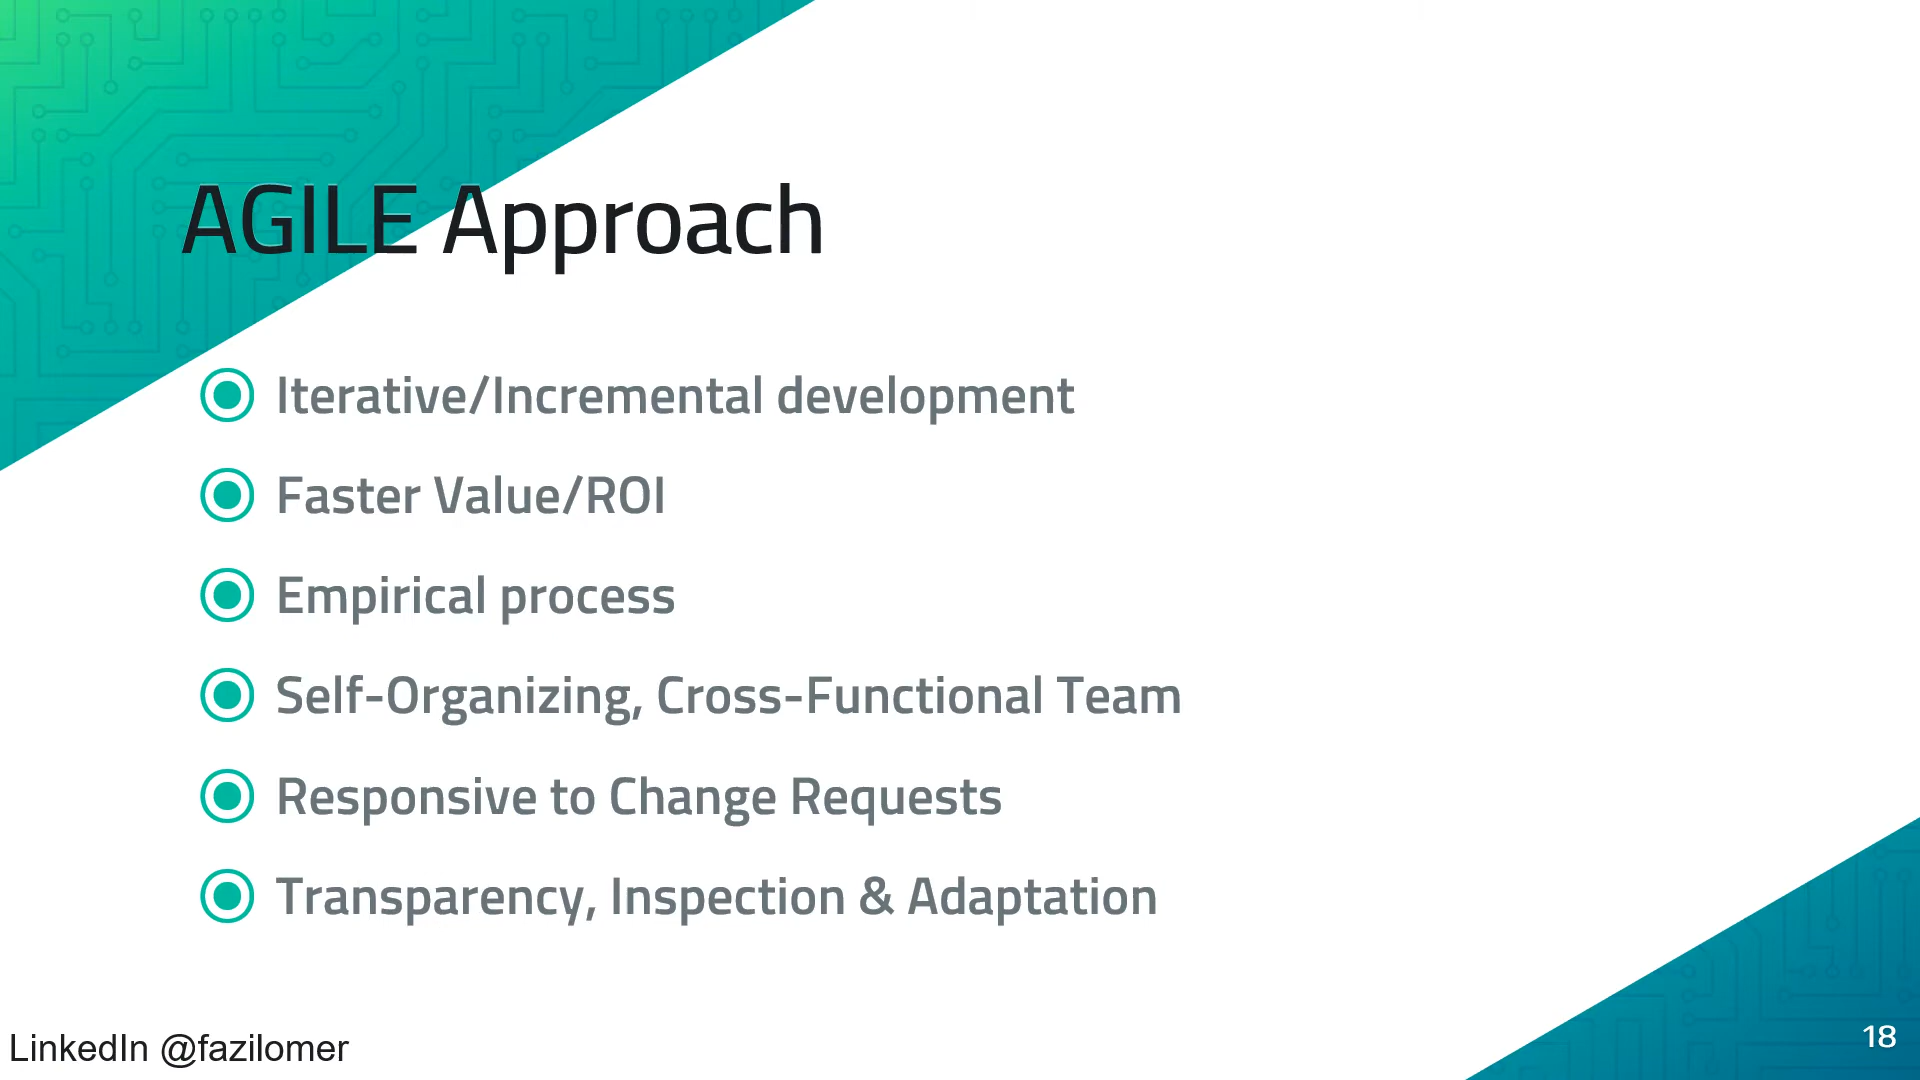 AGILE Approach
Iterative/Incremental development
Faster Value/ROI
Empirical process
Self-Organizing, Cross-Functional Team
Responsive to Change Requests
Transparency, Inspection & Adaptation
LinkedIn @fazilomer
18